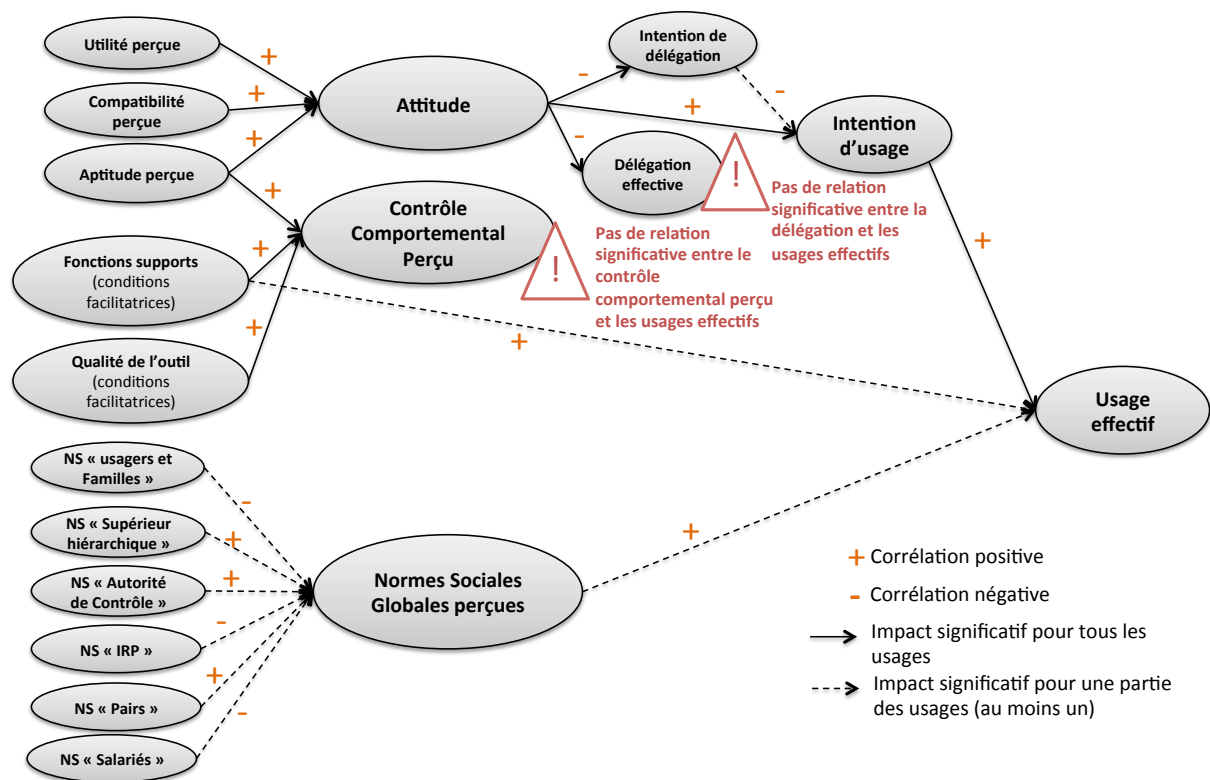 Utilité perçue
+
Compatibilité
perçue
+
Aptitude perçue
+
+
Attitude
-
Intention de
délégation
-
+
Intention
d’usage
-
Délégation
effective
!
Pas de relation
significative entre la
délégation et les
usages effectifs
Contrôle
Comportemental
Perçu
!
Pas de relation
significative entre le
contrôle
comportemental perçu
et les usages effectifs
Fonctions supports
(conditions
facilitatrices)
+
+
Qualité de l’outil
(conditions
facilitatrices)
+
+
Usage
effectif
NS « usagers et
Familles »
-
NS « Supérieur
hiérarchique »
+
NS « Autorité
de Contrôle »
+
NS « IRP »
-
NS « Pairs »
+
NS « Salariés »
-
Normes Sociales
Globales perçues
+
+ Corrélation positive
- Corrélation négative
Impact significatif pour tous les
usages
Impact significatif pour une partie
des usages (au moins un)